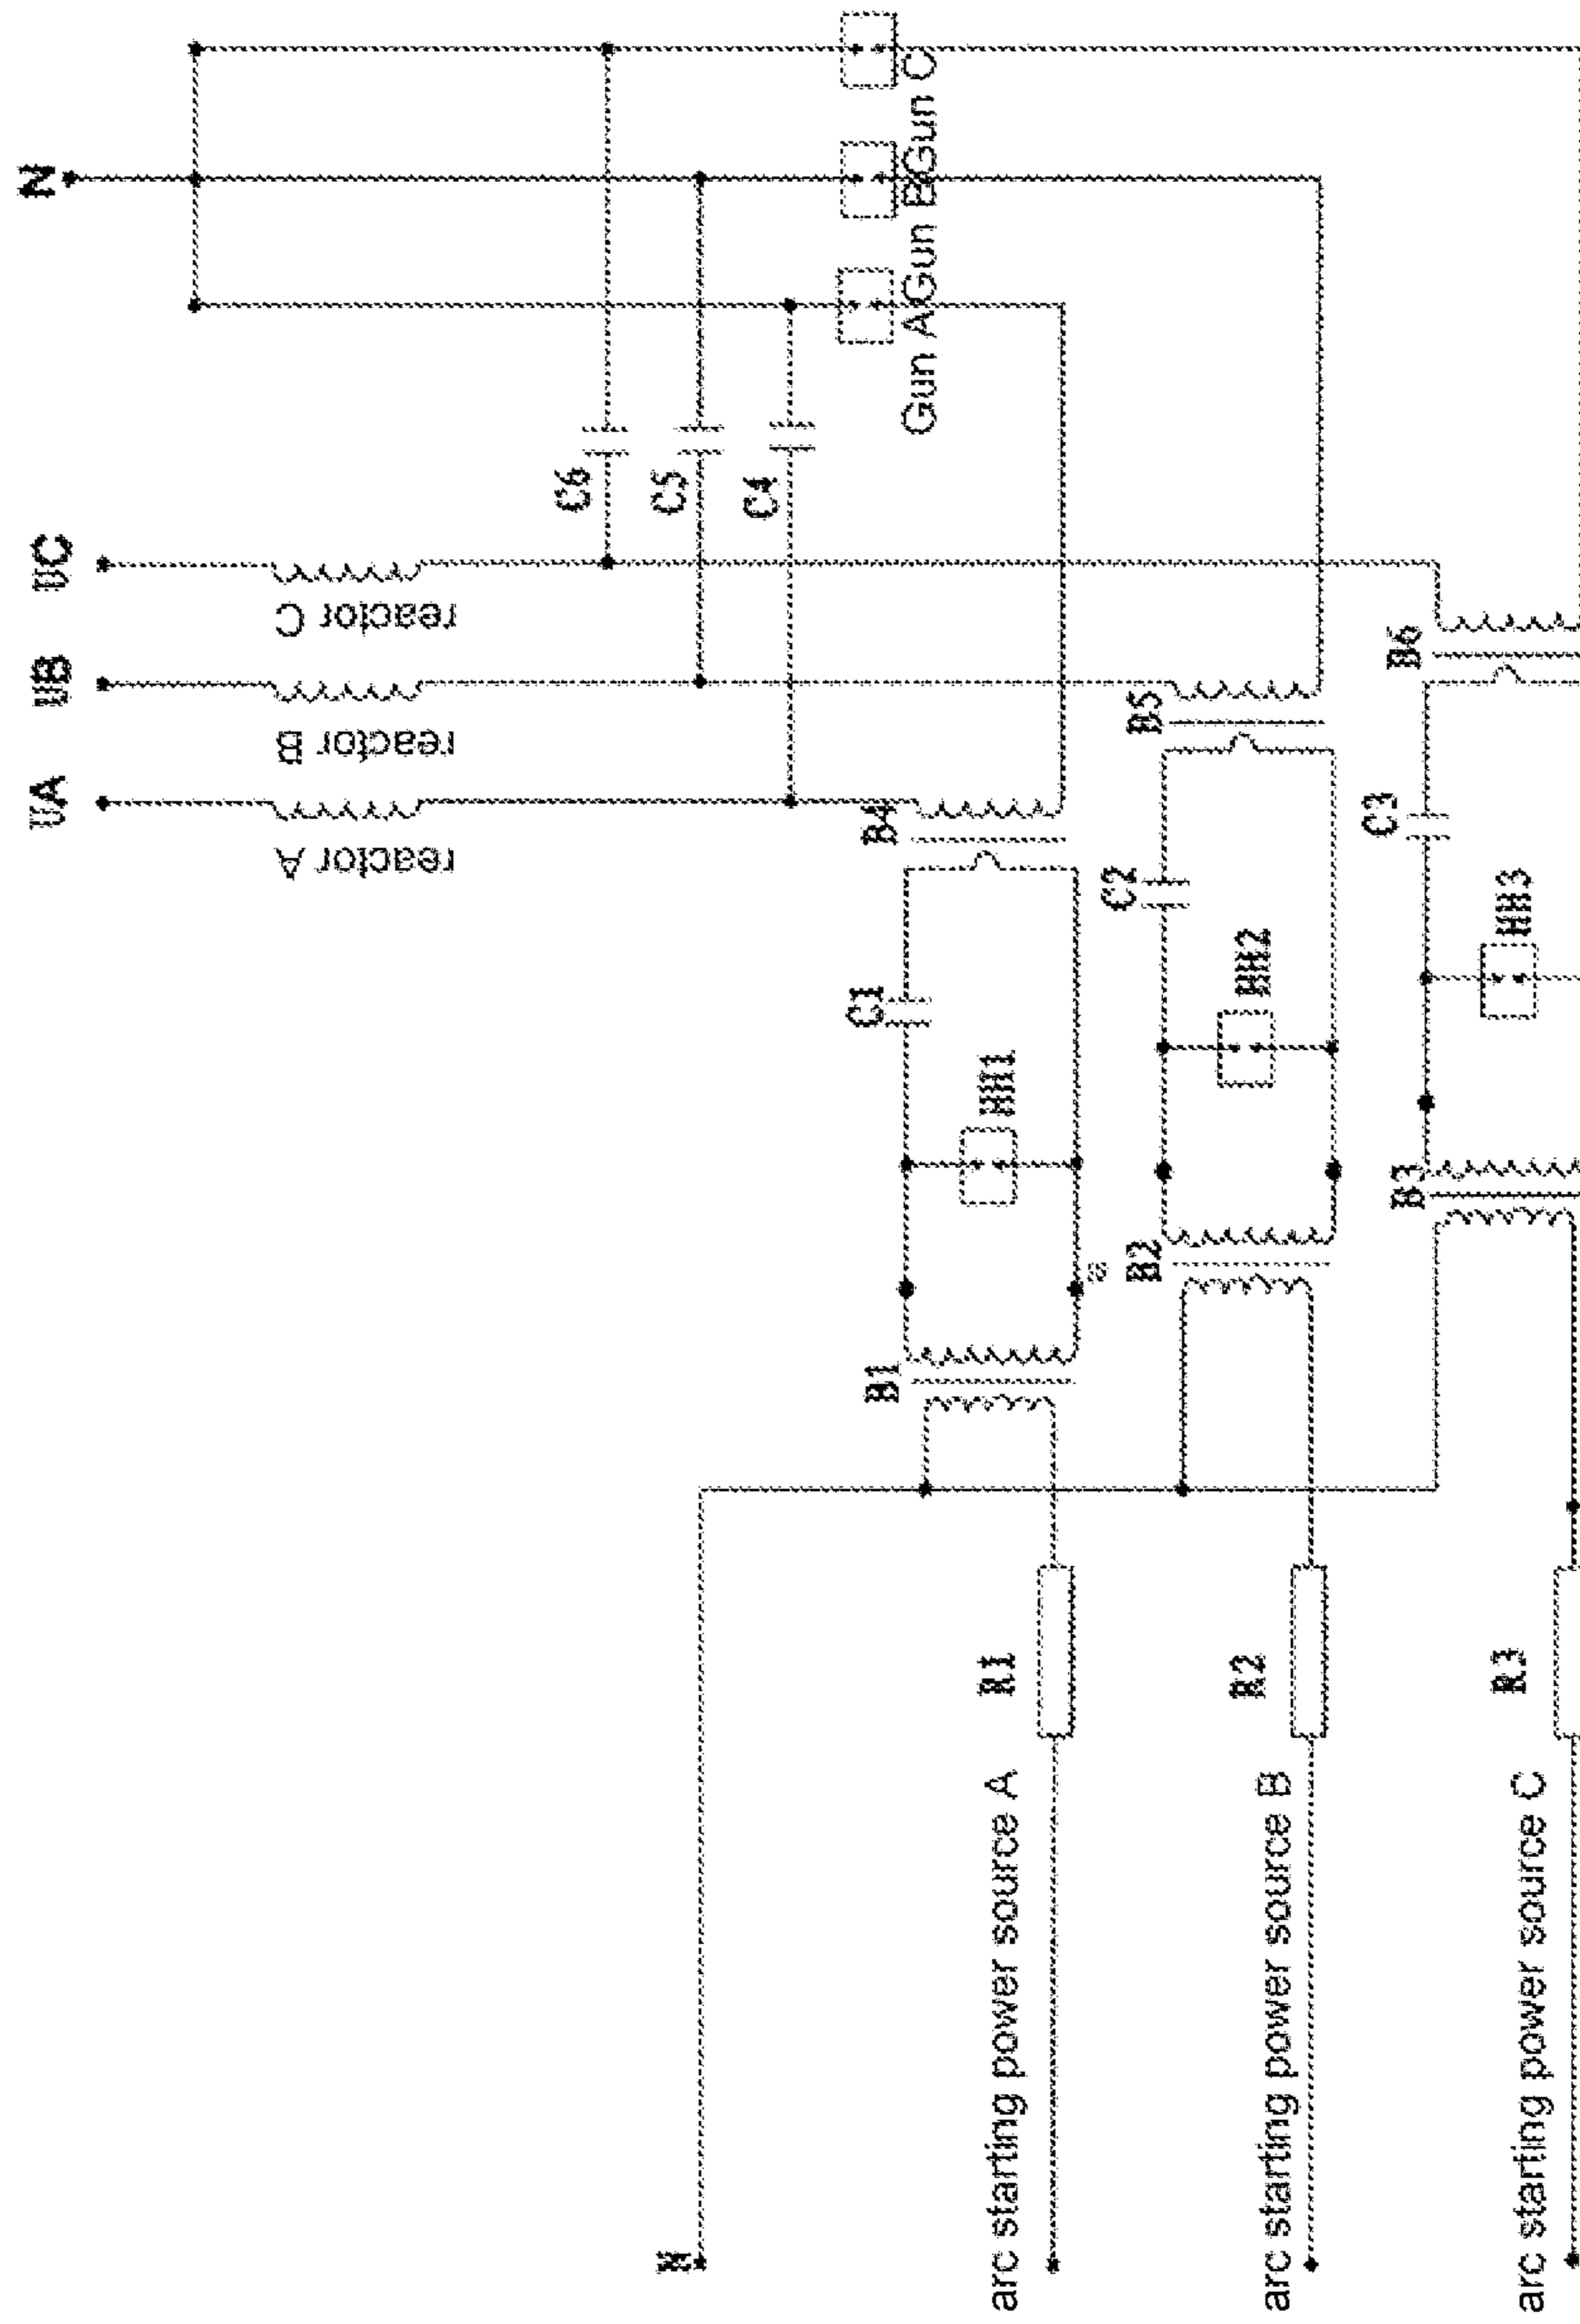 N
UC
UB
UA
reactor C
reactor B
reactor A
C6
C5
C4
Gun A
Gun B
Gun C
B6
B5
B4
C3
C2
C1
HH3
HH2
HH1
B3
B2
B1
R1
R2
R3
N
arc starting power source A
arc starting power source B
arc starting power source C